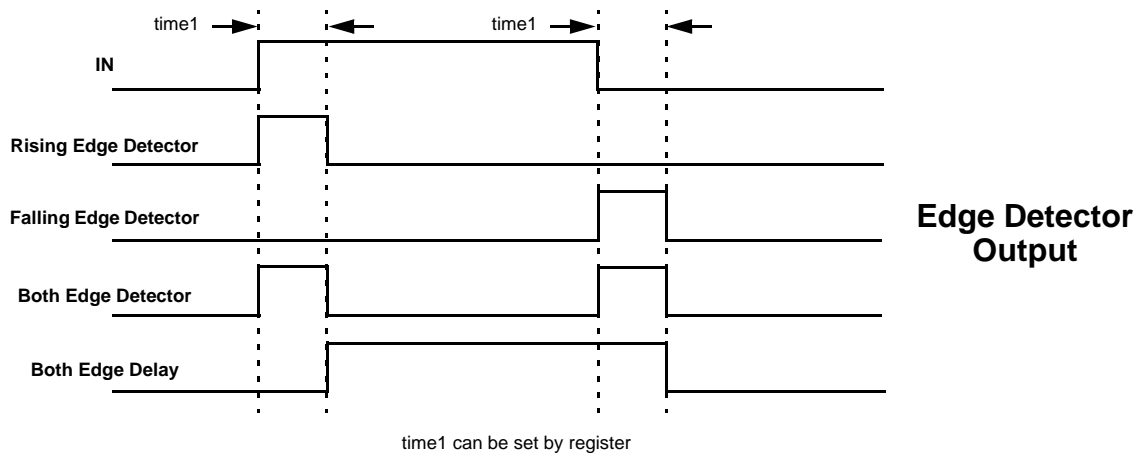 time1
time1
IN
Rising Edge Detector
Falling Edge Detector
Edge Detector
Output
Both Edge Detector
Both Edge Delay
time1 can be set by register